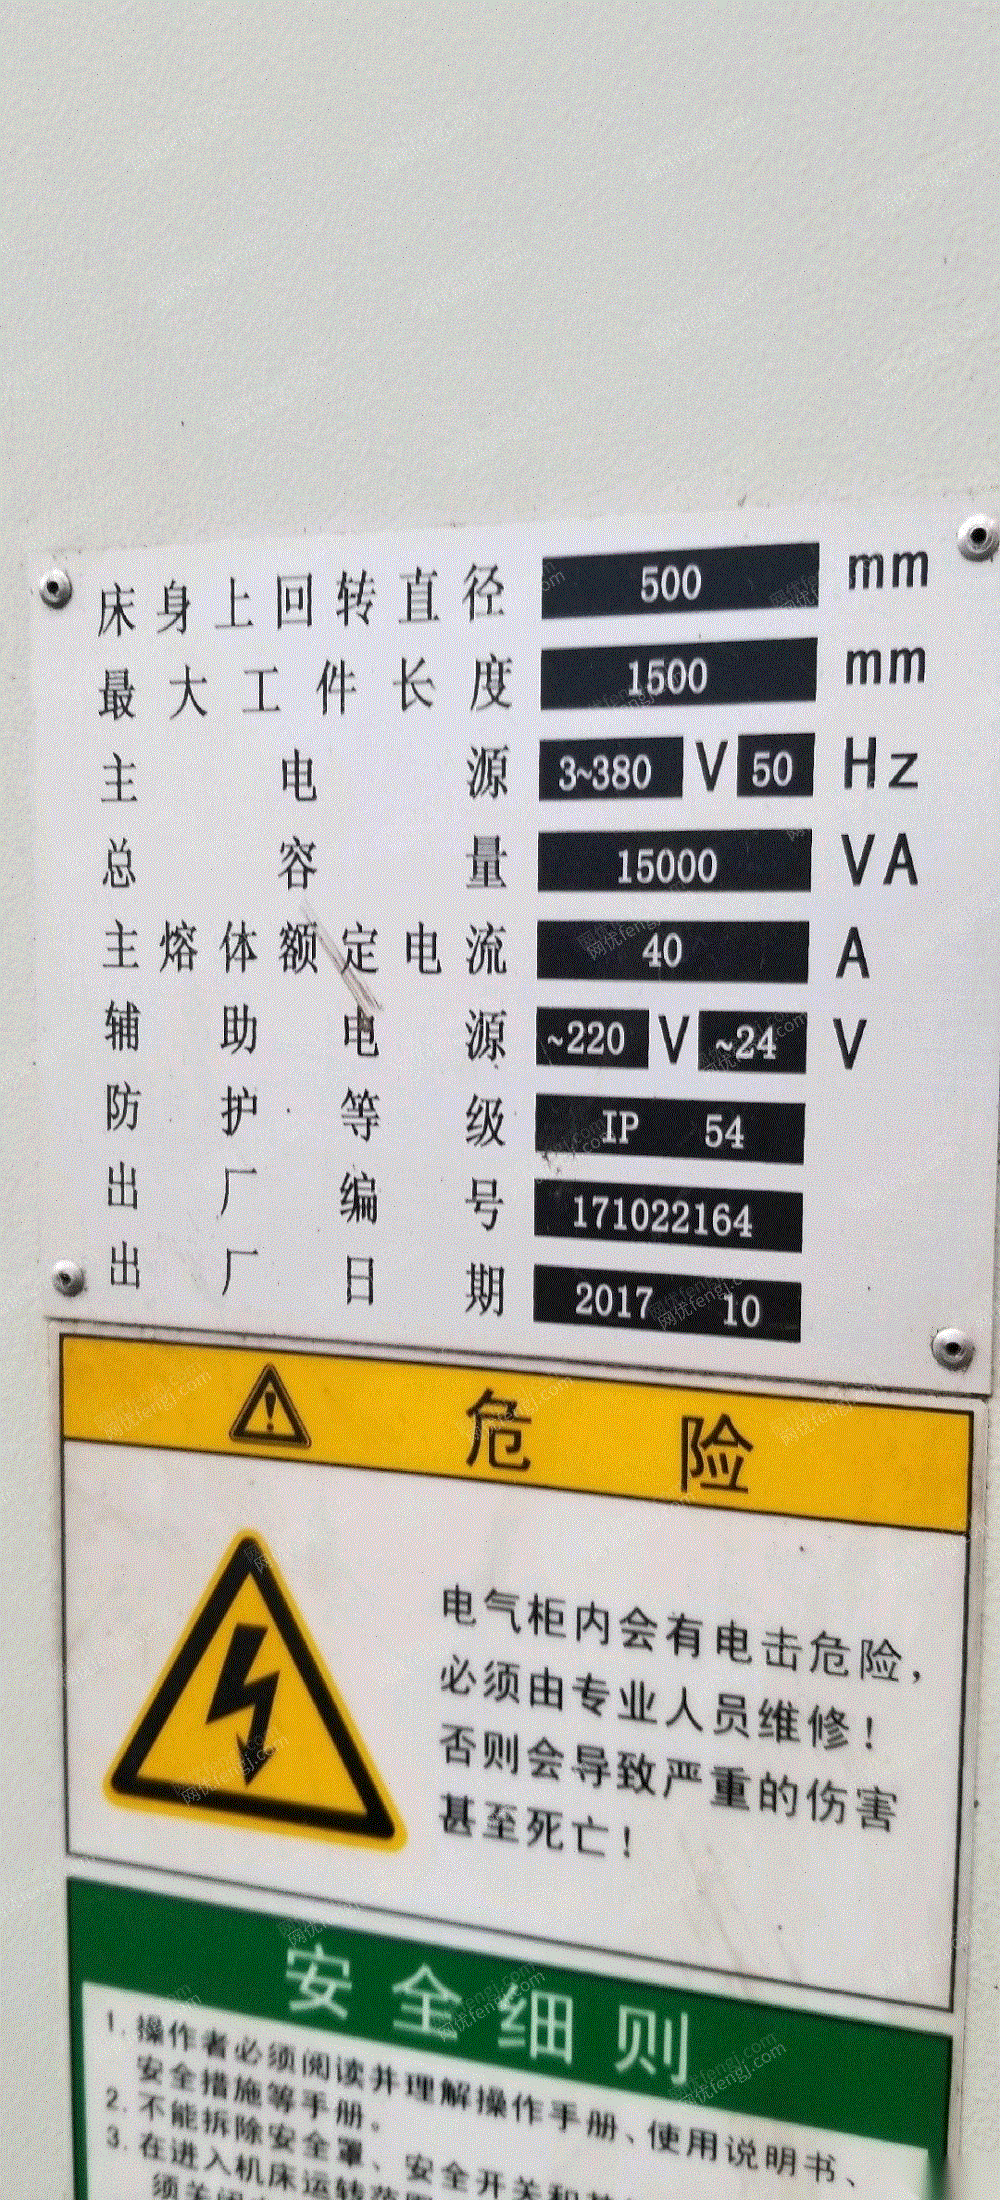 床身上回转直径 500 mm
最大工件长度 1500 mm
主电源 3~380 V 50 Hz
总容量 15000 VA
主熔体额定电流 40 A
辅助电源 ~220 V ~24 V
防护等级 IP 54
出厂编号 171022164
出厂日期 2017 10
危险
电气柜内会有电击危险，
必须由专业人员维修！
否则会导致严重的伤害
甚至死亡！
安全细则
1. 操作者必须阅读并理解操作手册、使用说明书、
安全措施等手册。
2. 不能拆除安全罩、安全开关和
3. 在进入机床运转范围
须关闭